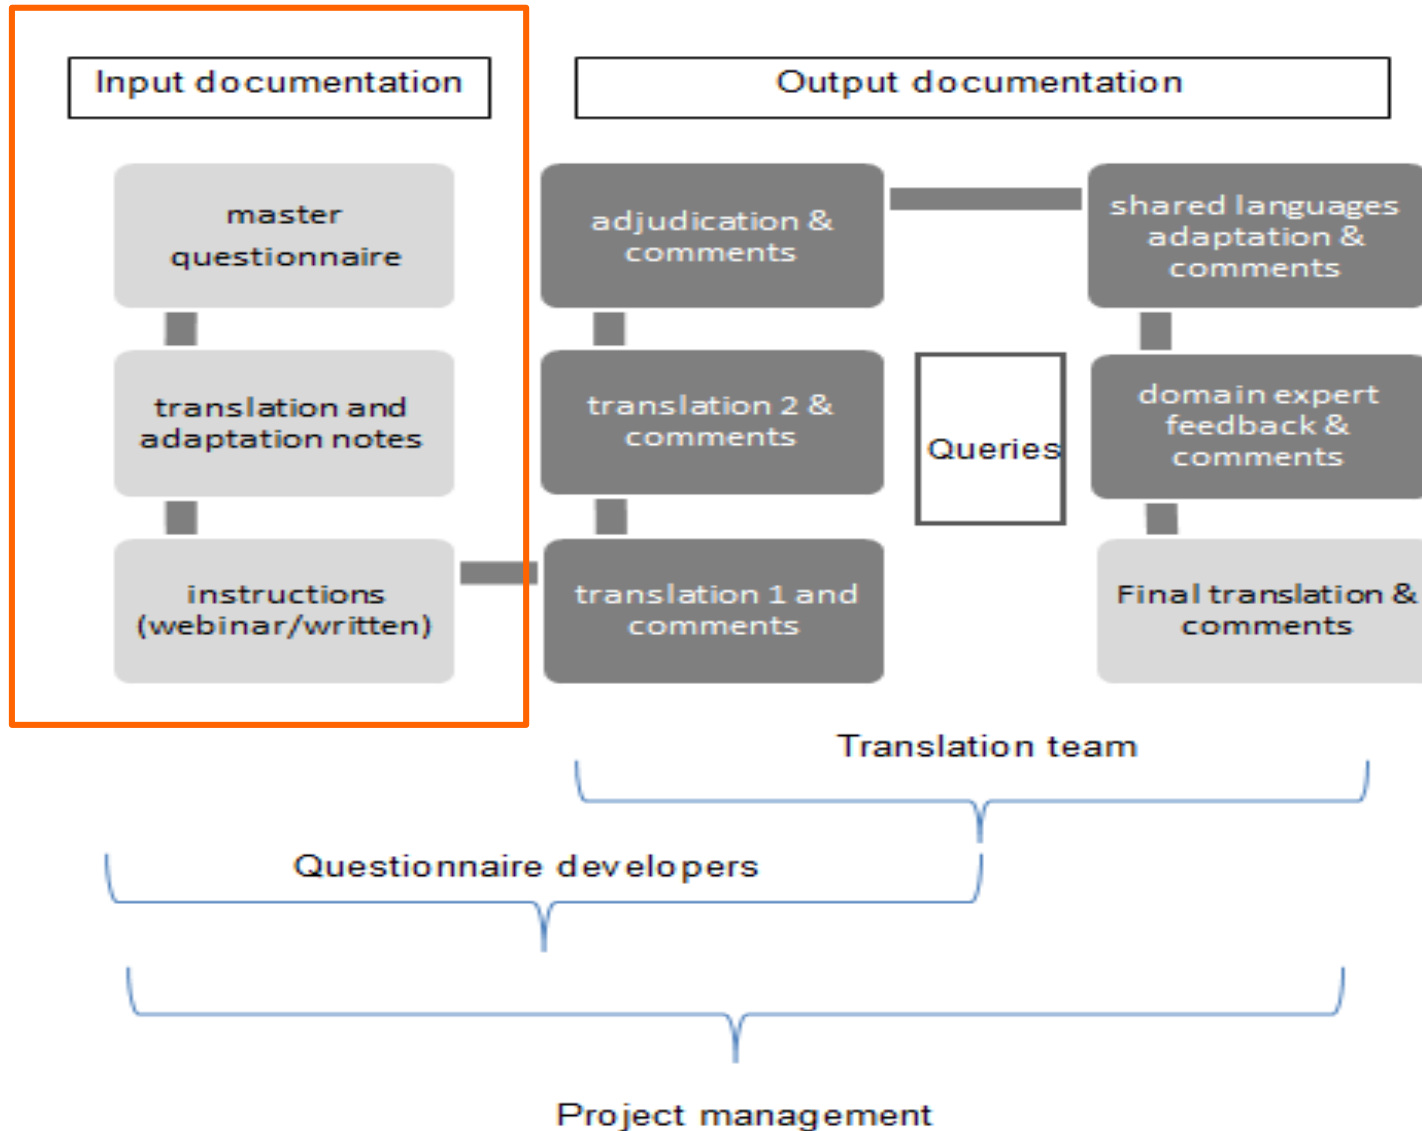 Input documentation
Output documentation
master
questionnaire
translation and
adaptation notes
instructions
(webinar/written)
adjudication &
comments
translation 2 &
comments
translation 1 and
comments
Queries
shared languages
adaptation &
comments
domain expert
feedback &
comments
Final translation &
comments
Translation team
Questionnaire developers
Project management